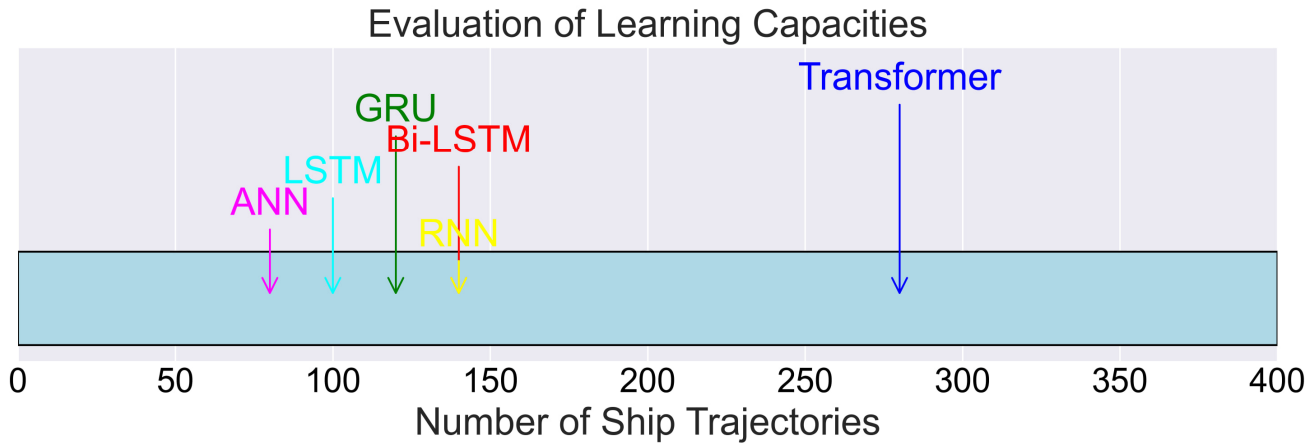 Evaluation of Learning Capacities
Transformer
GRU
Bi-LSTM
LSTM
ANN
RNN
0 50 100 150 200 250 300 350 400
Number of Ship Trajectories